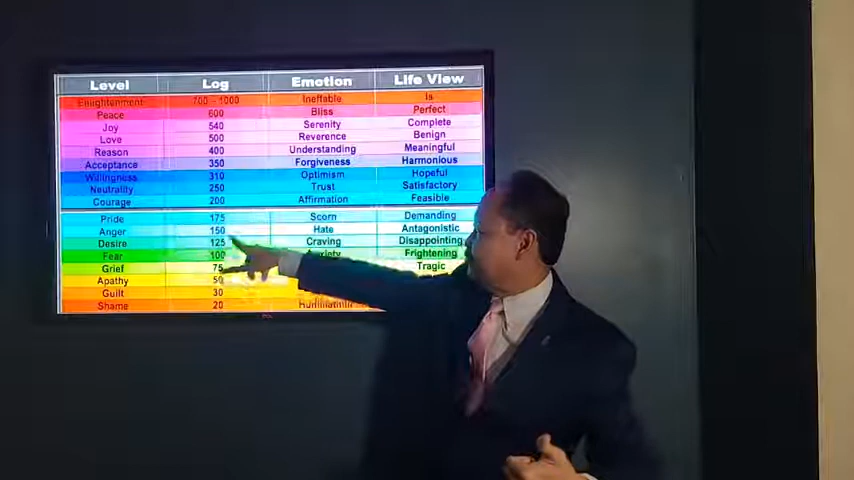 Level Log Emotion Life View
Enlightenment 700 - 1000 Ineffable Is
Peace 600 Bliss Perfect
Joy 540 Serenity Complete
Love 500 Reverence Benign
Reason 400 Understanding Meaningful
Acceptance 350 Forgiveness Harmonious
Willingness 310 Optimism Hopeful
Neutrality 250 Trust Satisfactory
Courage 200 Affirmation Feasible
Pride 175 Scorn Demanding
Anger 150 Hate Antagonistic
Desire 125 Craving Disappointing
Fear 100 Anxiety Frightening
Grief 75 Tragic
Apathy 50
Guilt 30
Shame 20